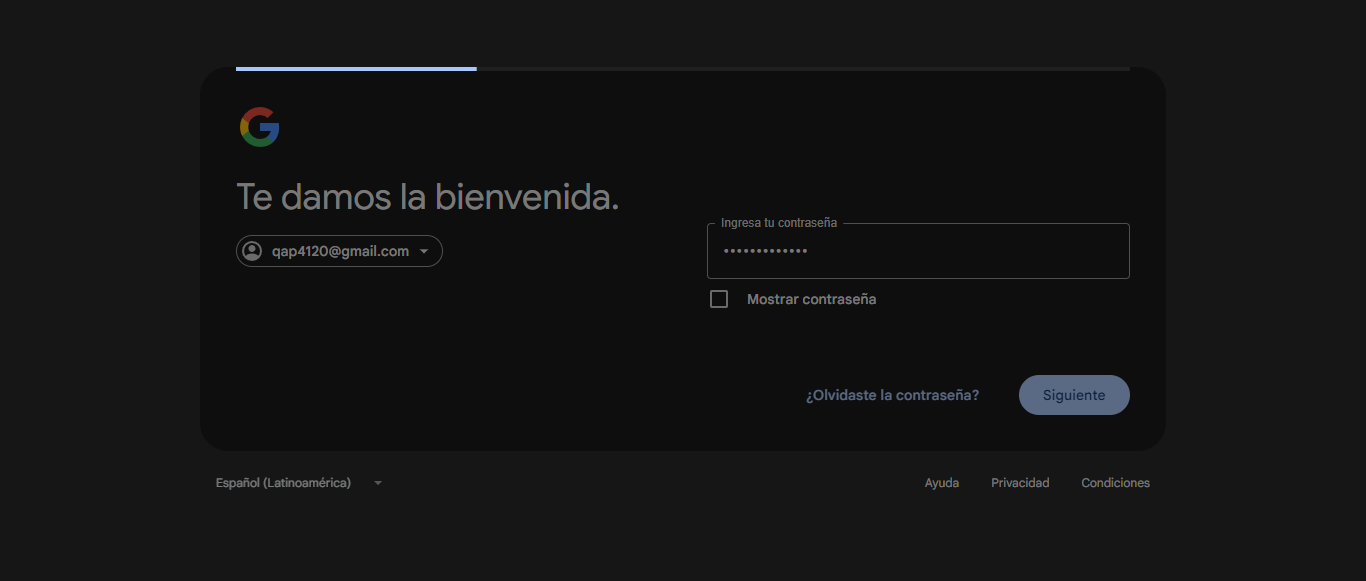 Te damos la bienvenida.
qap4120@gmail.com
Ingresa tu contraseña
•••••••••••••
Mostrar contraseña
¿Olvidaste la contraseña?
Siguiente
Español (Latinoamérica)
Ayuda
Privacidad
Condiciones